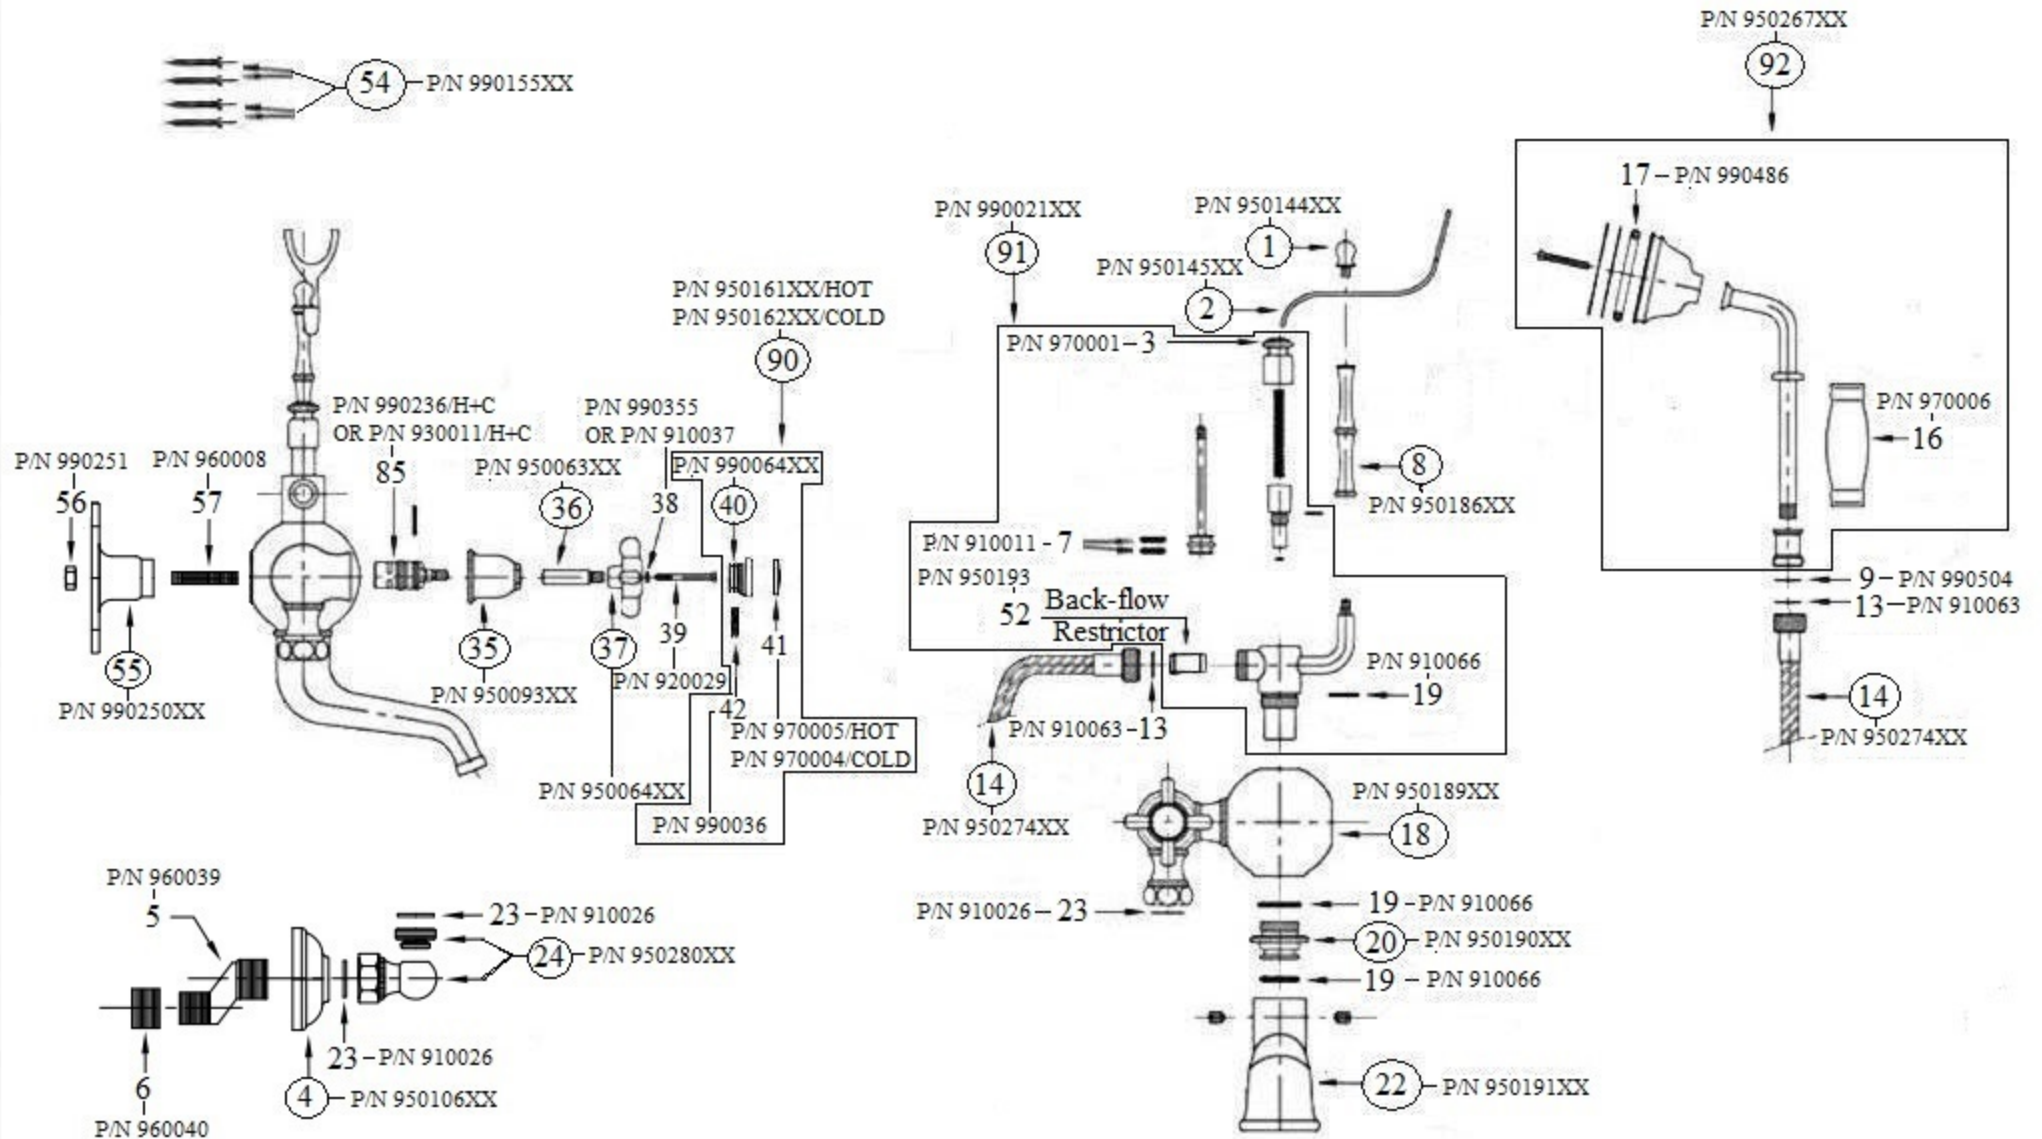 P/N 950267XX
92
54 P/N 990155XX
17 – P/N 990486
P/N 990021XX
91
P/N 950144XX
1
P/N 950145XX
2
P/N 950161XX/HOT
P/N 950162XX/COLD
90
P/N 970001 – 3
P/N 970006
16
P/N 990236/H+C
OR P/N 930011/H+C
85
P/N 990355
OR P/N 910037
38
P/N 990251
56
P/N 960008
57
P/N 950063XX
36
P/N 990064XX
40
8
P/N 950186XX
P/N 910011 - 7
P/N 950193
52
Back-flow
Restrictor
9 – P/N 990504
13 – P/N 910063
55
P/N 990250XX
35
P/N 950093XX
37
39
P/N 920029
41
42
P/N 970005/HOT
P/N 970004/COLD
P/N 950064XX
P/N 990036
P/N 910066
19
P/N 910063 – 13
14
P/N 950274XX
14
P/N 950274XX
P/N 950189XX
18
P/N 910026 – 23
19 – P/N 910066
20 – P/N 950190XX
19 – P/N 910066
22 – P/N 950191XX
P/N 960039
5
23 – P/N 910026
24 – P/N 950280XX
23 – P/N 910026
6
P/N 960040
4 – P/N 950106XX